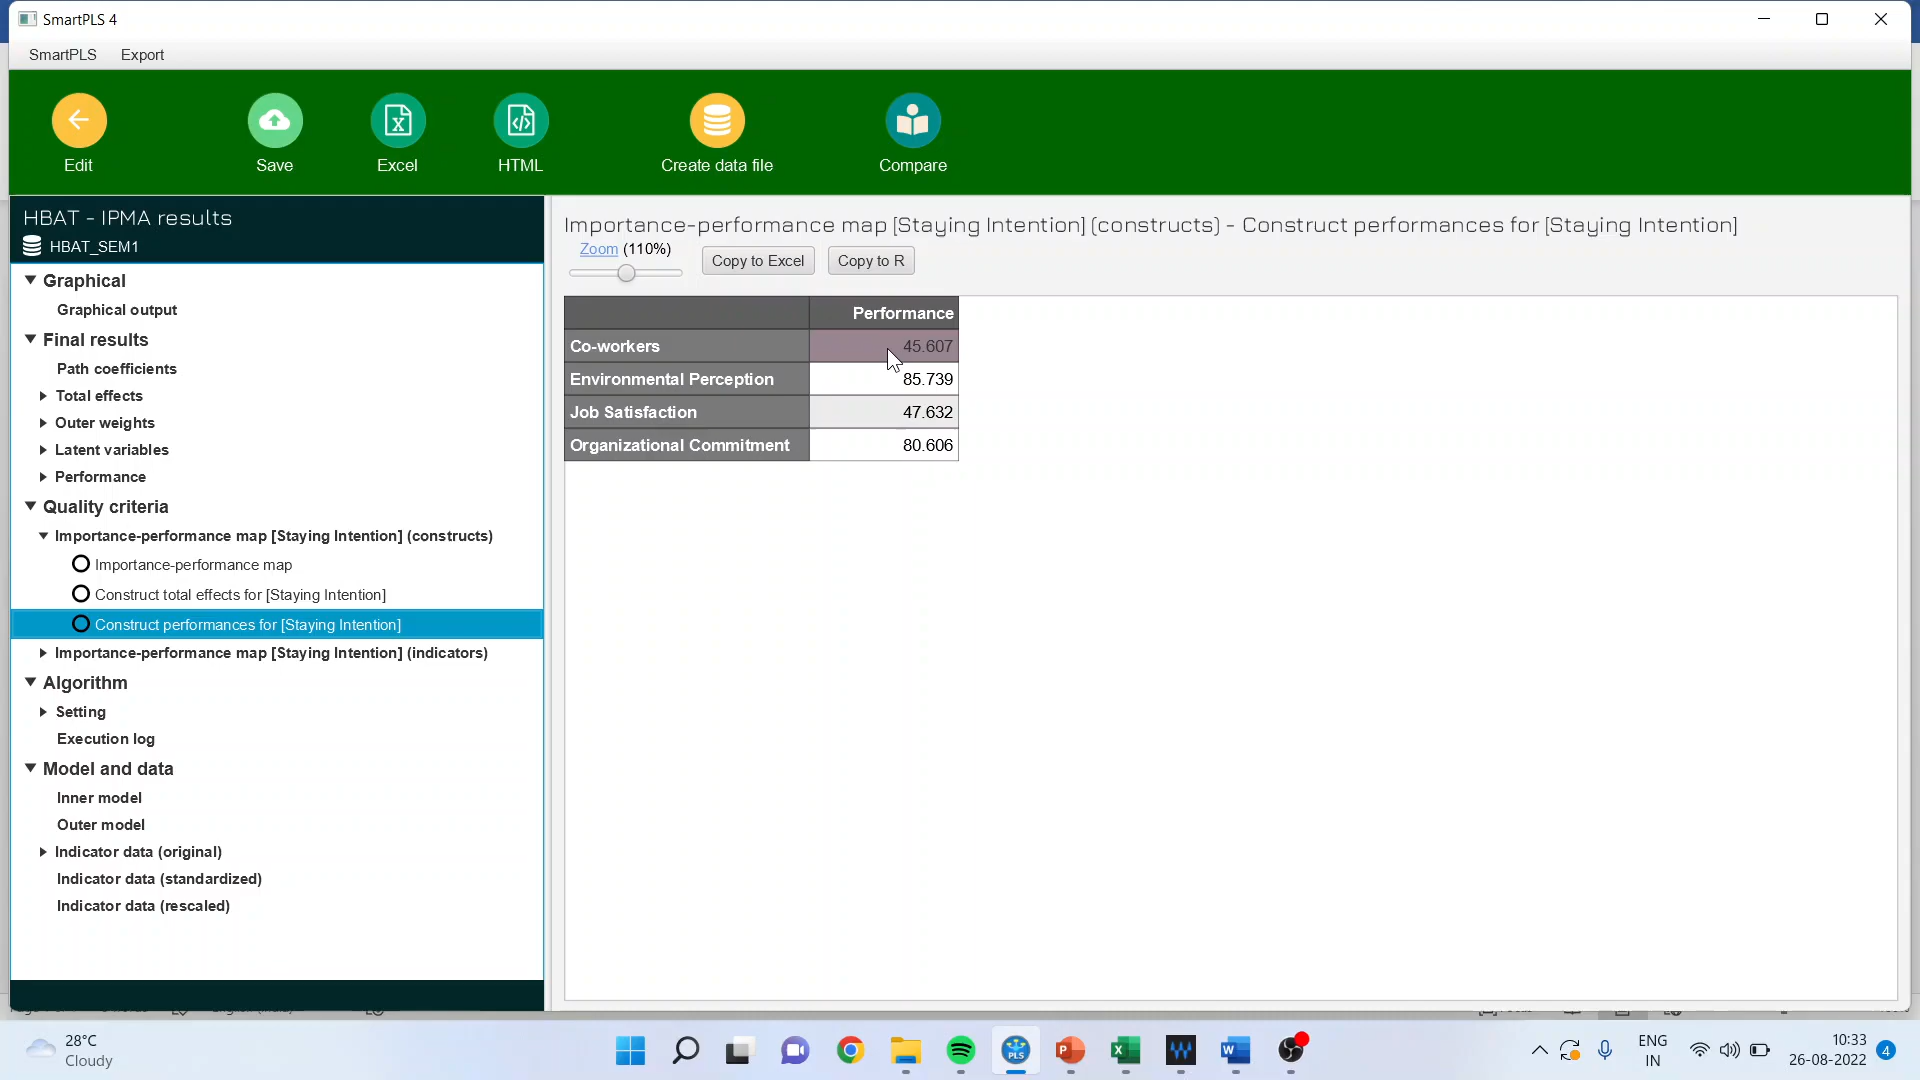 SmartPLS 4
SmartPLS Export
Edit Save Excel HTML Create data file Compare
HBAT - IPMA results
HBAT_SEM1
Graphical
Graphical output
Final results
Path coefficients
Total effects
Outer weights
Latent variables
Performance
Quality criteria
Importance-performance map [Staying Intention] (constructs)
Importance-performance map
Construct total effects for [Staying Intention]
Construct performances for [Staying Intention]
Importance-performance map [Staying Intention] (indicators)
Algorithm
Setting
Execution log
Model and data
Inner model
Outer model
Indicator data (original)
Indicator data (standardized)
Indicator data (rescaled)
Importance-performance map [Staying Intention] (constructs) - Construct performances for [Staying Intention]
Zoom (110%)
Copy to Excel Copy to R
Performance
Co-workers 45.607
Environmental Perception 85.739
Job Satisfaction 47.632
Organizational Commitment 80.606
28°C
Cloudy
PLS
ENG
IN
10:33
26-08-2022
4